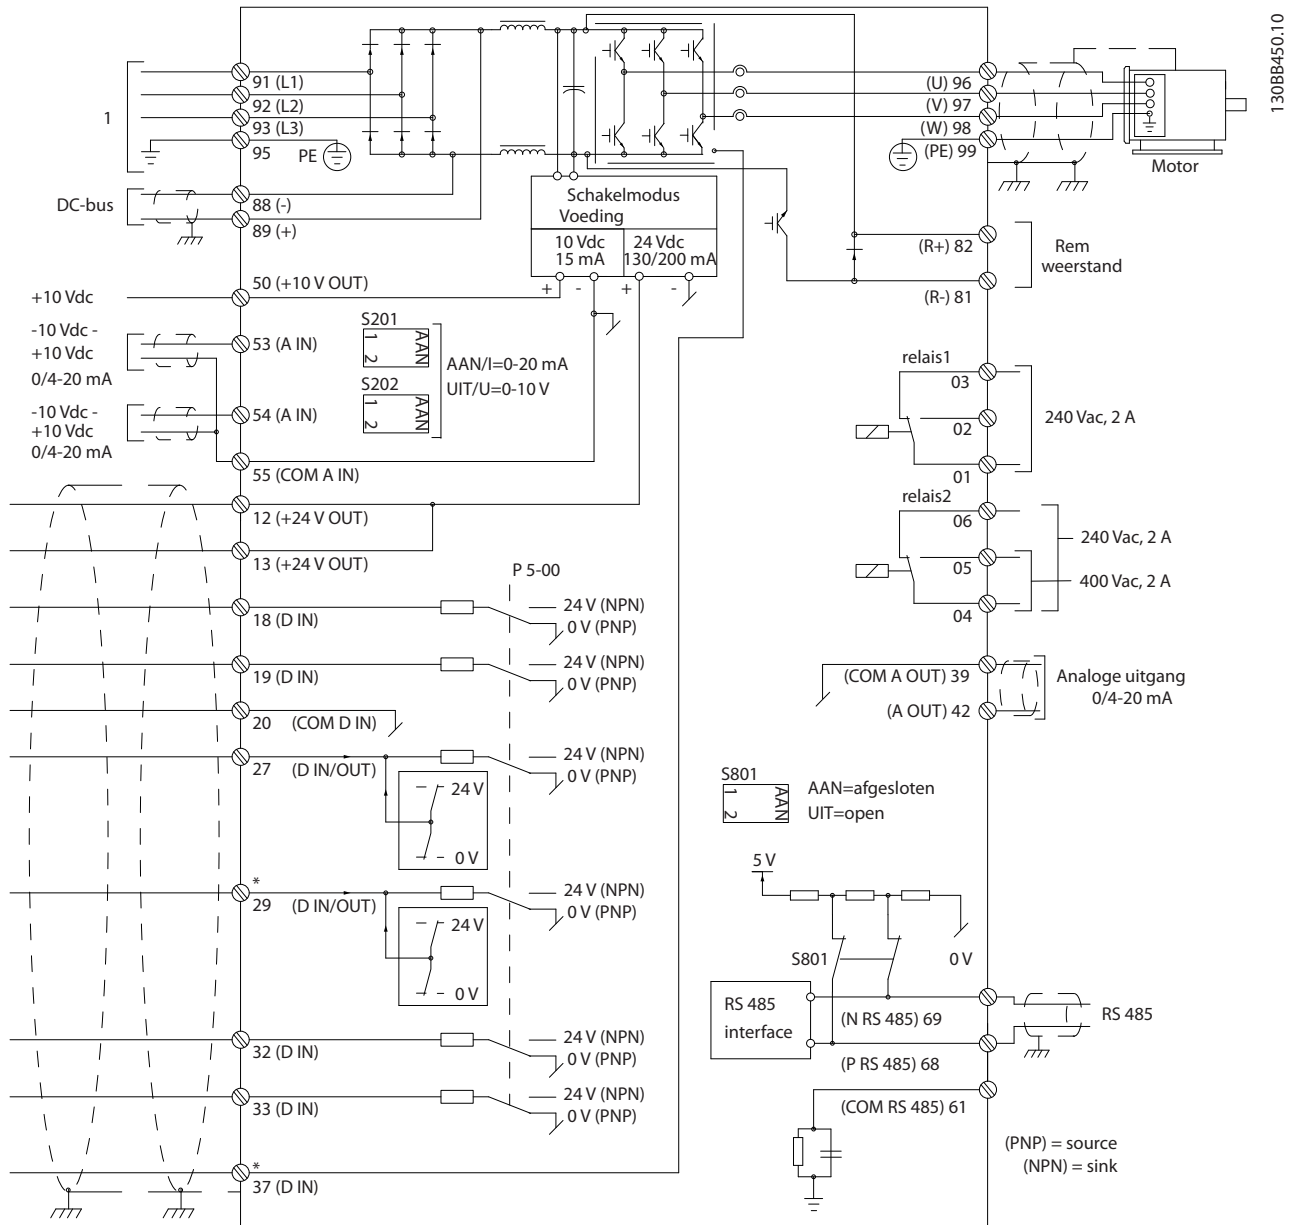 130BB450.10
1
91 (L1)
92 (L2)
93 (L3)
95
PE
DC-bus
88 (-)
89 (+)
Schakelmodus
Voeding
10 Vdc
15 mA
24 Vdc
130/200 mA
+ - + -
(U) 96
(V) 97
(W) 98
(PE) 99
Motor
(R+) 82
(R-) 81
Rem
weerstand
+10 Vdc
50 (+10 V OUT)
-10 Vdc -
+10 Vdc
0/4-20 mA
53 (A IN)
-10 Vdc -
+10 Vdc
0/4-20 mA
54 (A IN)
55 (COM A IN)
S201
1
2
AAN
S202
1
2
AAN
AAN/I=0-20 mA
UIT/U=0-10 V
relais1
03
02
01
240 Vac, 2 A
relais2
06
05
04
240 Vac, 2 A
400 Vac, 2 A
12 (+24 V OUT)
13 (+24 V OUT)
P 5-00
18 (D IN)
24 V (NPN)
0 V (PNP)
19 (D IN)
24 V (NPN)
0 V (PNP)
20 (COM D IN)
27 (D IN/OUT)
24 V (NPN)
0 V (PNP)
24 V
0 V
*
29 (D IN/OUT)
24 V (NPN)
0 V (PNP)
24 V
0 V
32 (D IN)
24 V (NPN)
0 V (PNP)
33 (D IN)
24 V (NPN)
0 V (PNP)
*
37 (D IN)
(COM A OUT) 39
(A OUT) 42
Analoge uitgang
0/4-20 mA
S801
1
2
AAN
AAN=afgesloten
UIT=open
5 V
S801
0 V
RS 485
interface
(N RS 485) 69
(P RS 485) 68
RS 485
(COM RS 485) 61
(PNP) = source
(NPN) = sink